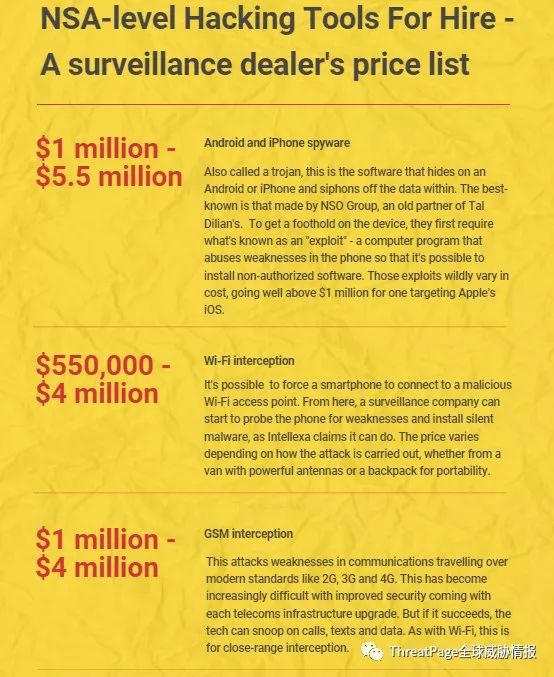 NSA-level Hacking Tools For Hire -
A surveillance dealer's price list
$1 million -
$5.5 million
Android and iPhone spyware
Also called a trojan, this is the software that hides on an
Android or iPhone and siphons off the data within. The best-
known is that made by NSO Group, an old partner of Tal
Dilian's. To get a foothold on the device, they first require
what's known as an "exploit" - a computer program that
abuses weaknesses in the phone so that it's possible to
install non-authorized software. Those exploits wildly vary in
cost, going well above $1 million for one targeting Apple's
iOS.
$550,000 -
$4 million
Wi-Fi interception
It's possible to force a smartphone to connect to a malicious
Wi-Fi access point. From here, a surveillance company can
start to probe the phone for weaknesses and install silent
malware, as Intellexa claims it can do. The price varies
depending on how the attack is carried out, whether from a
van with powerful antennas or a backpack for portability.
$1 million -
$4 million
GSM interception
This attacks weaknesses in communications travelling over
modern standards like 2G, 3G and 4G. This has become
increasingly difficult with improved security coming with
each telecoms infrastructure upgrade. But if it succeeds, the
tech can snoop on calls, texts and data. As with Wi-Fi, this is
for close-range interception.
ThreatPage全球威胁情报